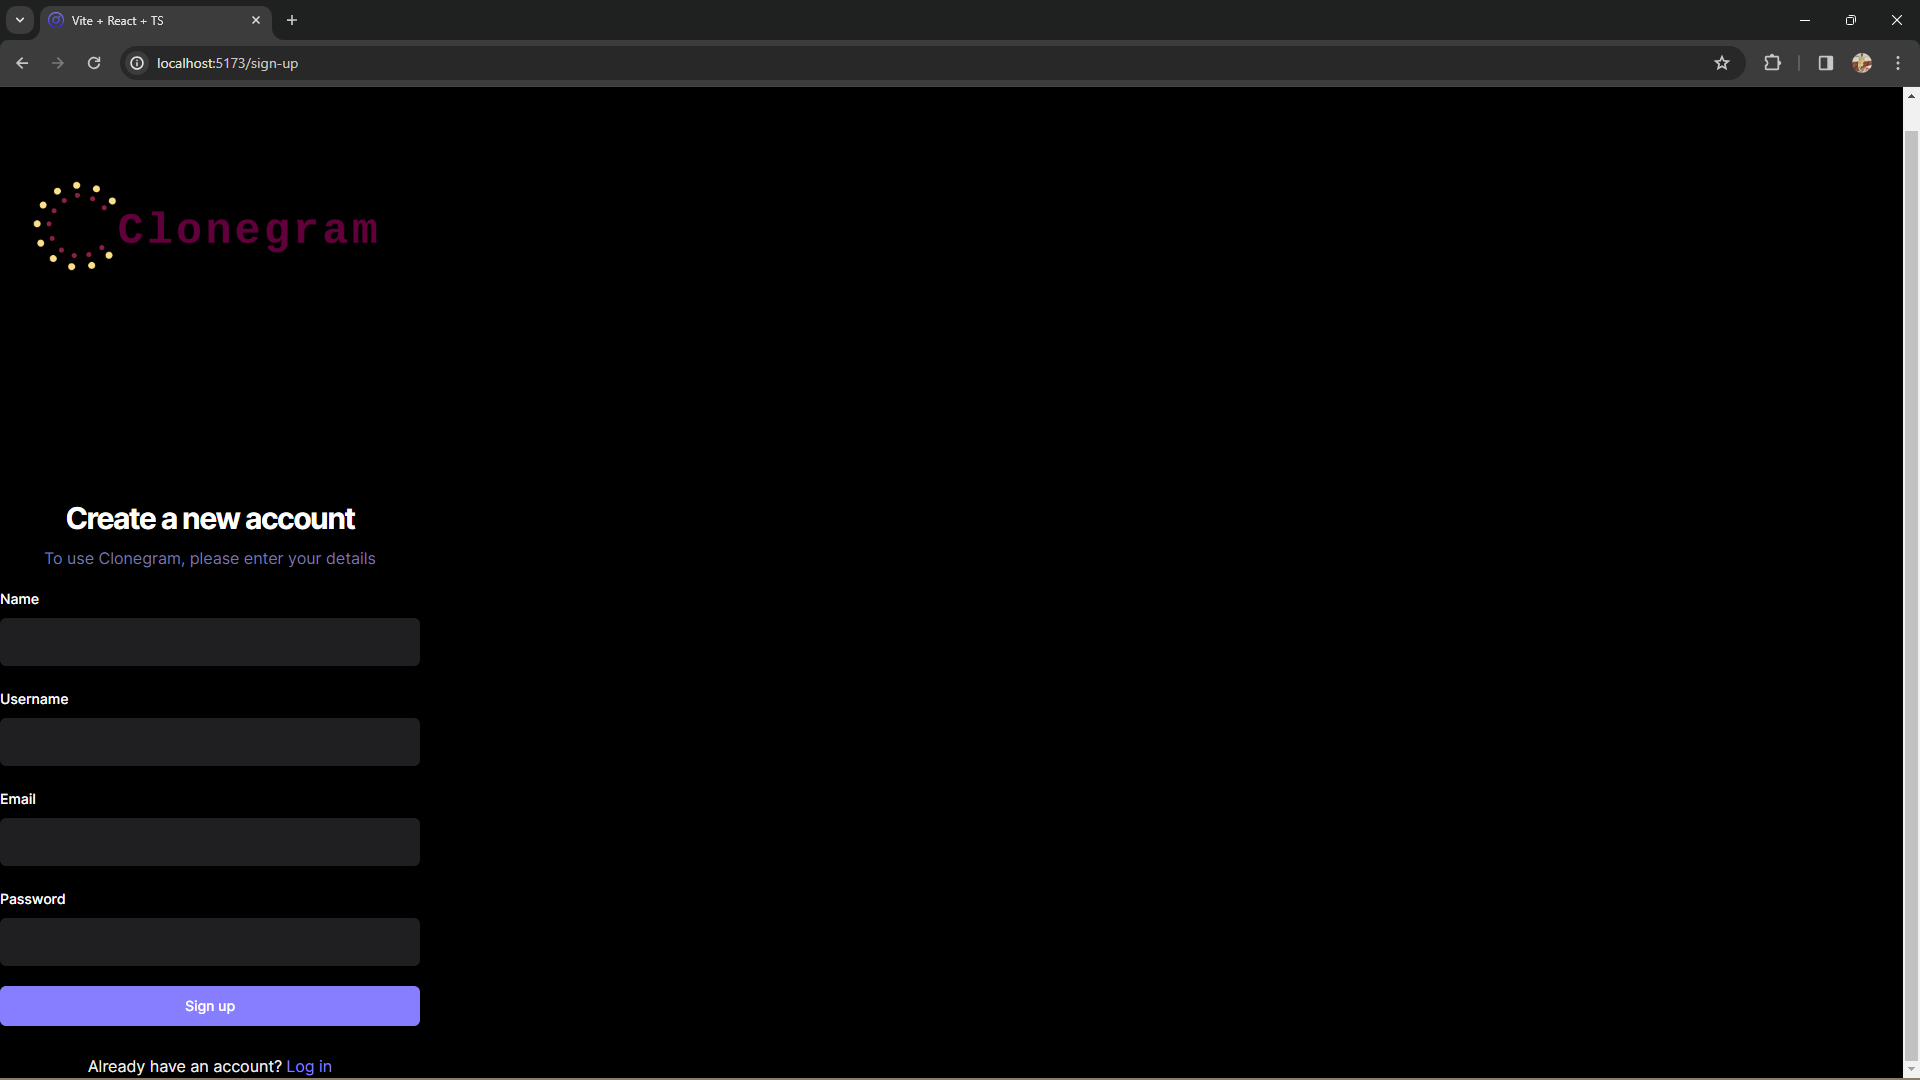 Vite + React + TS
localhost:5173/sign-up
Clonegram
Create a new account
To use Clonegram, please enter your details
Name
Username
Email
Password
Sign up
Already have an account? Log in